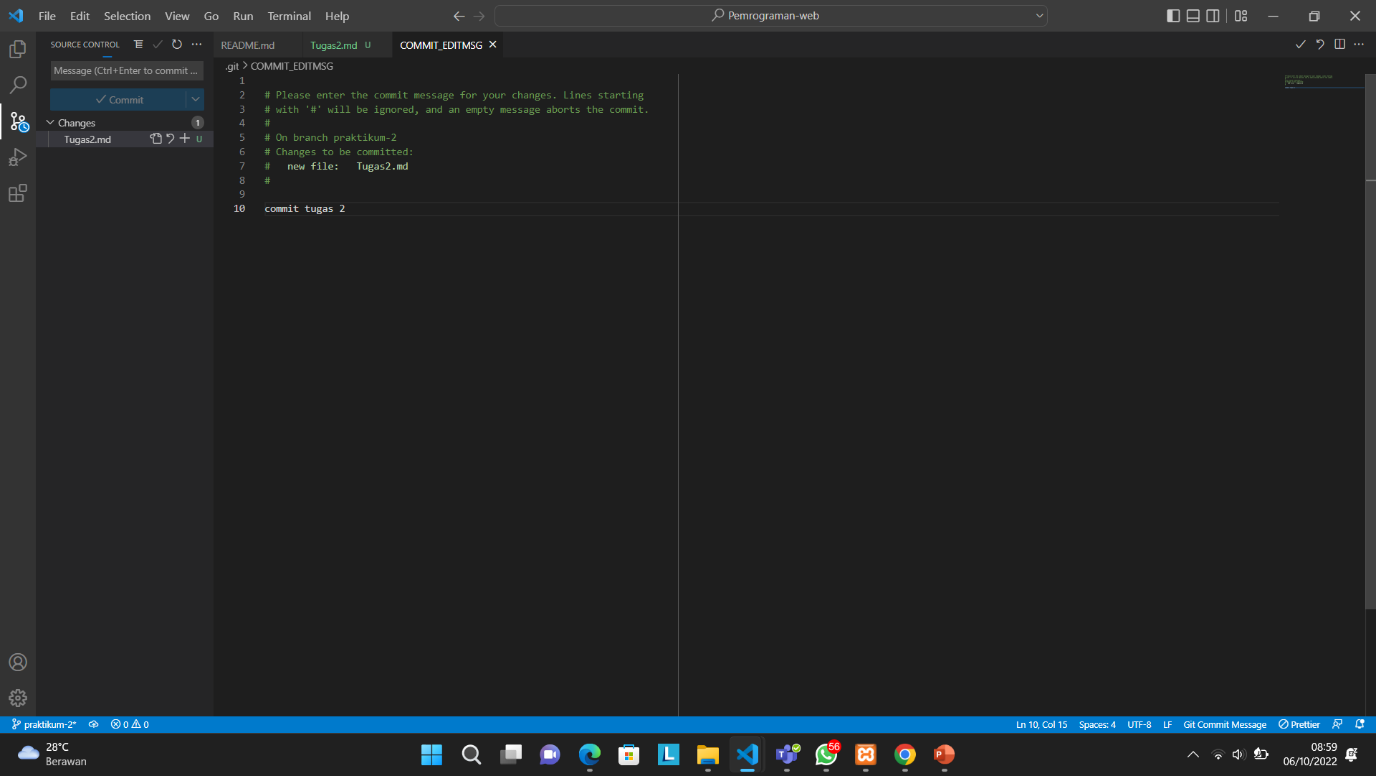 File Edit Selection View Go Run Terminal Help
Pemrograman-web
SOURCE CONTROL
README.md Tugas2.md U COMMIT_EDITMSG
Message (Ctrl+Enter to commit ...
.git > COMMIT_EDITMSG
Commit
Changes 1
Tugas2.md U
1
2 # Please enter the commit message for your changes. Lines starting
3 # with '#' will be ignored, and an empty message aborts the commit.
4 #
5 # On branch praktikum-2
6 # Changes to be committed:
7 # new file: Tugas2.md
8 #
9
10 commit tugas 2
praktikum-2* 0 0 Ln 10, Col 15 Spaces: 4 UTF-8 LF Git Commit Message Prettier
28°C
Berawan
L
T
56
P
08:59
06/10/2022